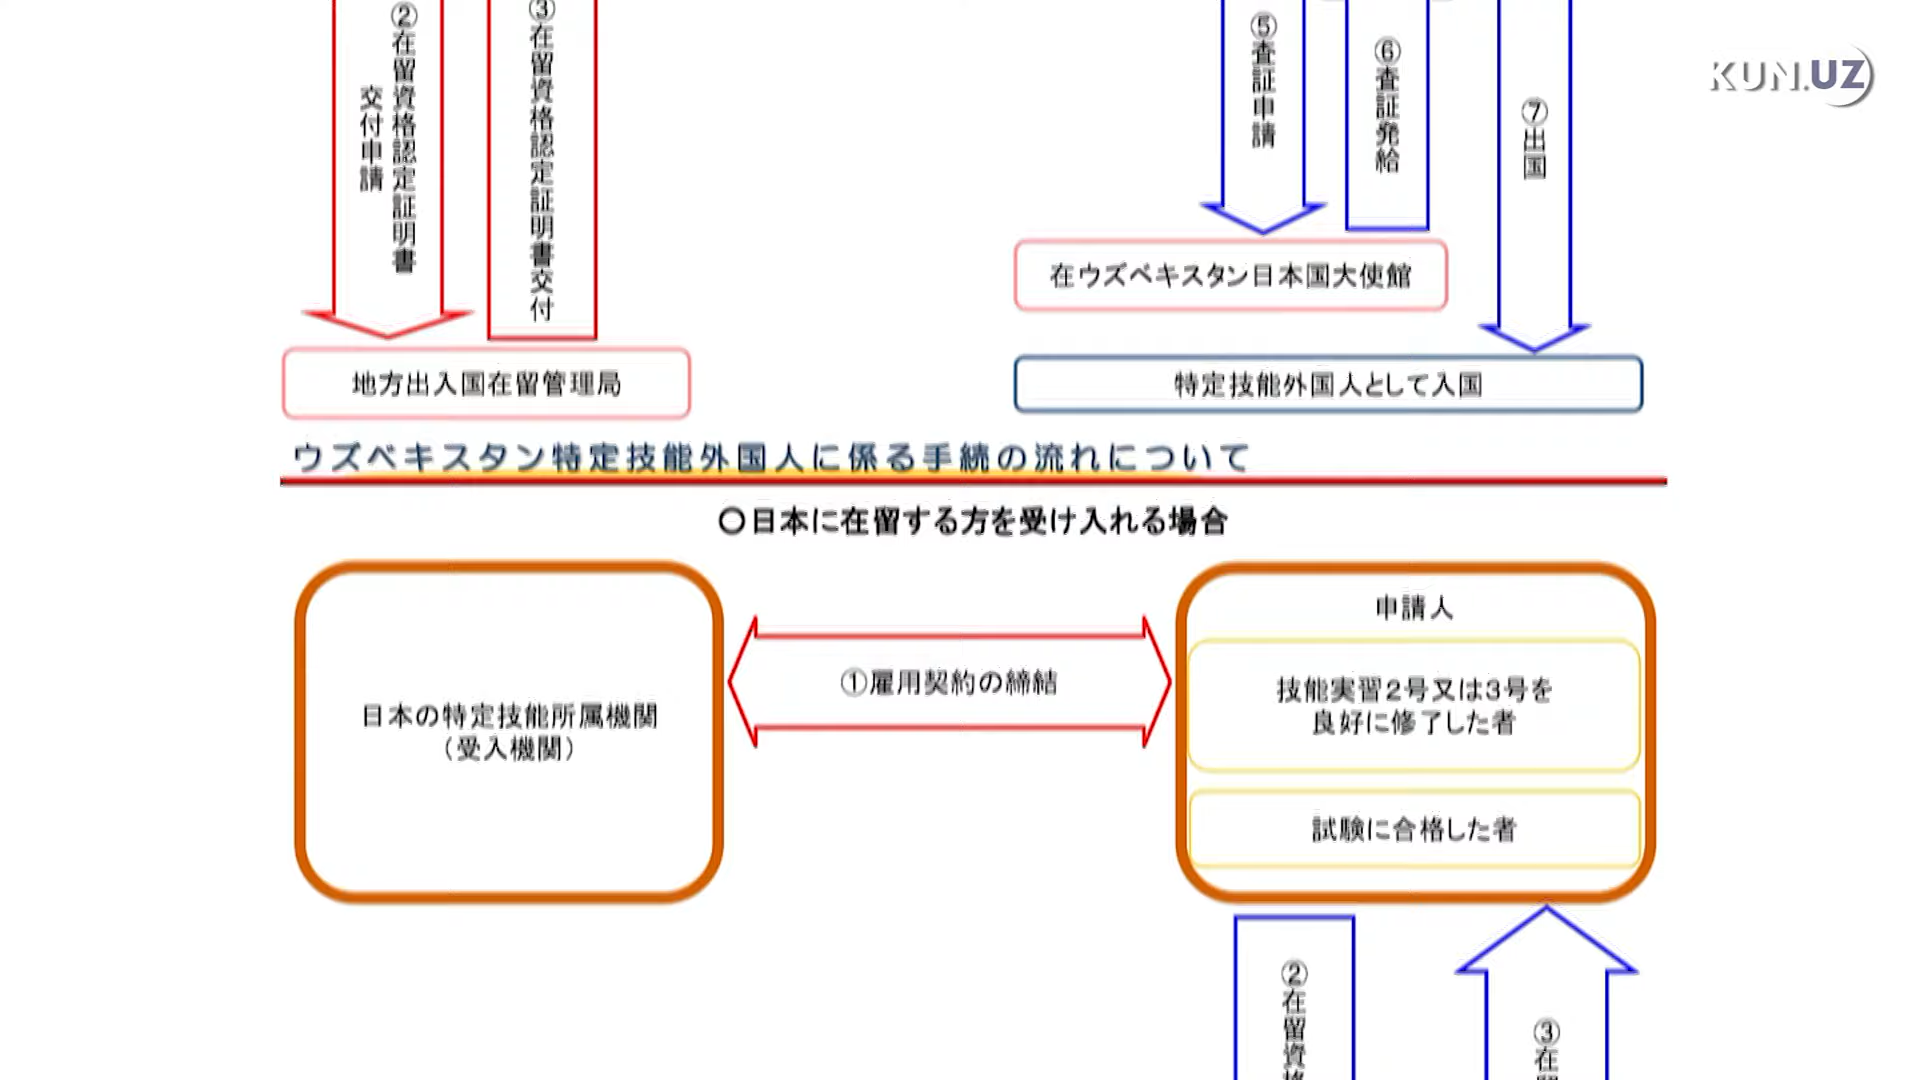 ②在留資格認定証明書
交付申請
③在留資格認定証明書交付
⑤査証申請
⑥査証発給
⑦出国
KUN.UZ
在ウズベキスタン日本国大使館
地方出入国在留管理局
特定技能外国人として入国
ウズベキスタン特定技能外国人に係る手続の流れについて
〇日本に在留する方を受け入れる場合
日本の特定技能所属機関
（受入機関）
①雇用契約の締結
申請人
技能実習2号又は3号を
良好に修了した者
試験に合格した者
②在留資格
③在